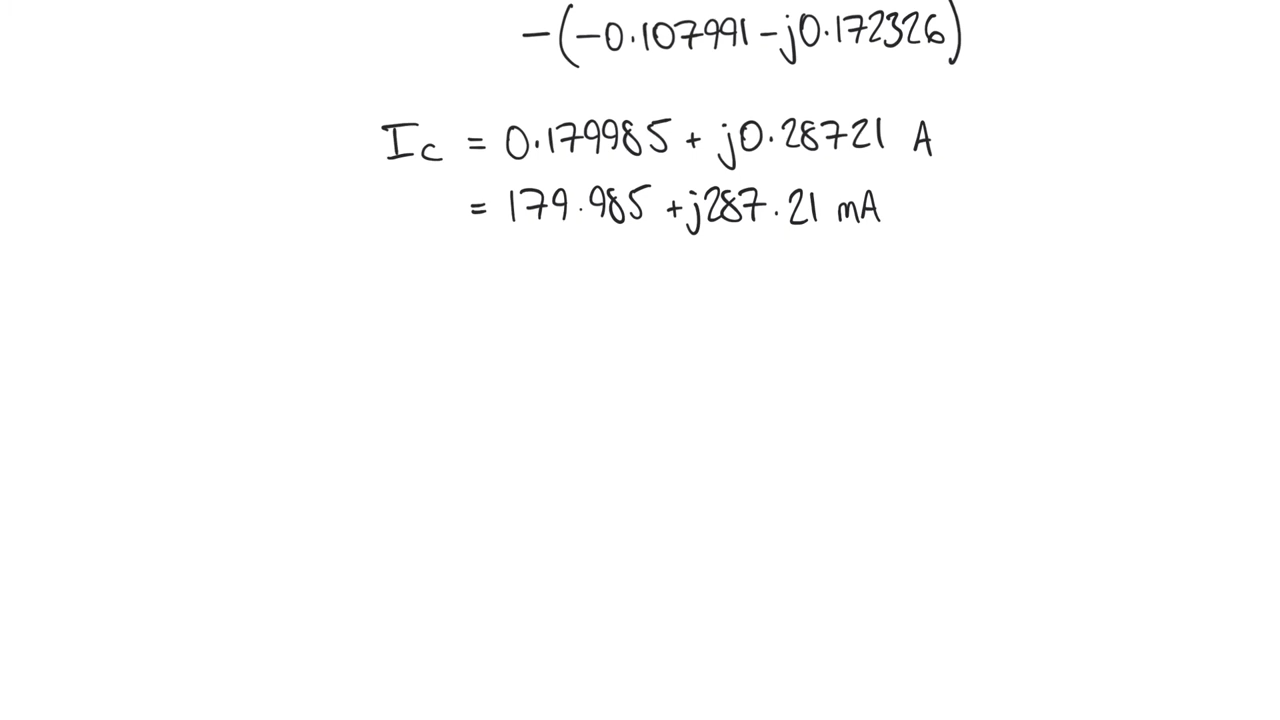 -(-0.107991-j0.172326)
Ic = 0.179985 + j0.28721 A
= 179.985 +j287.21 mA